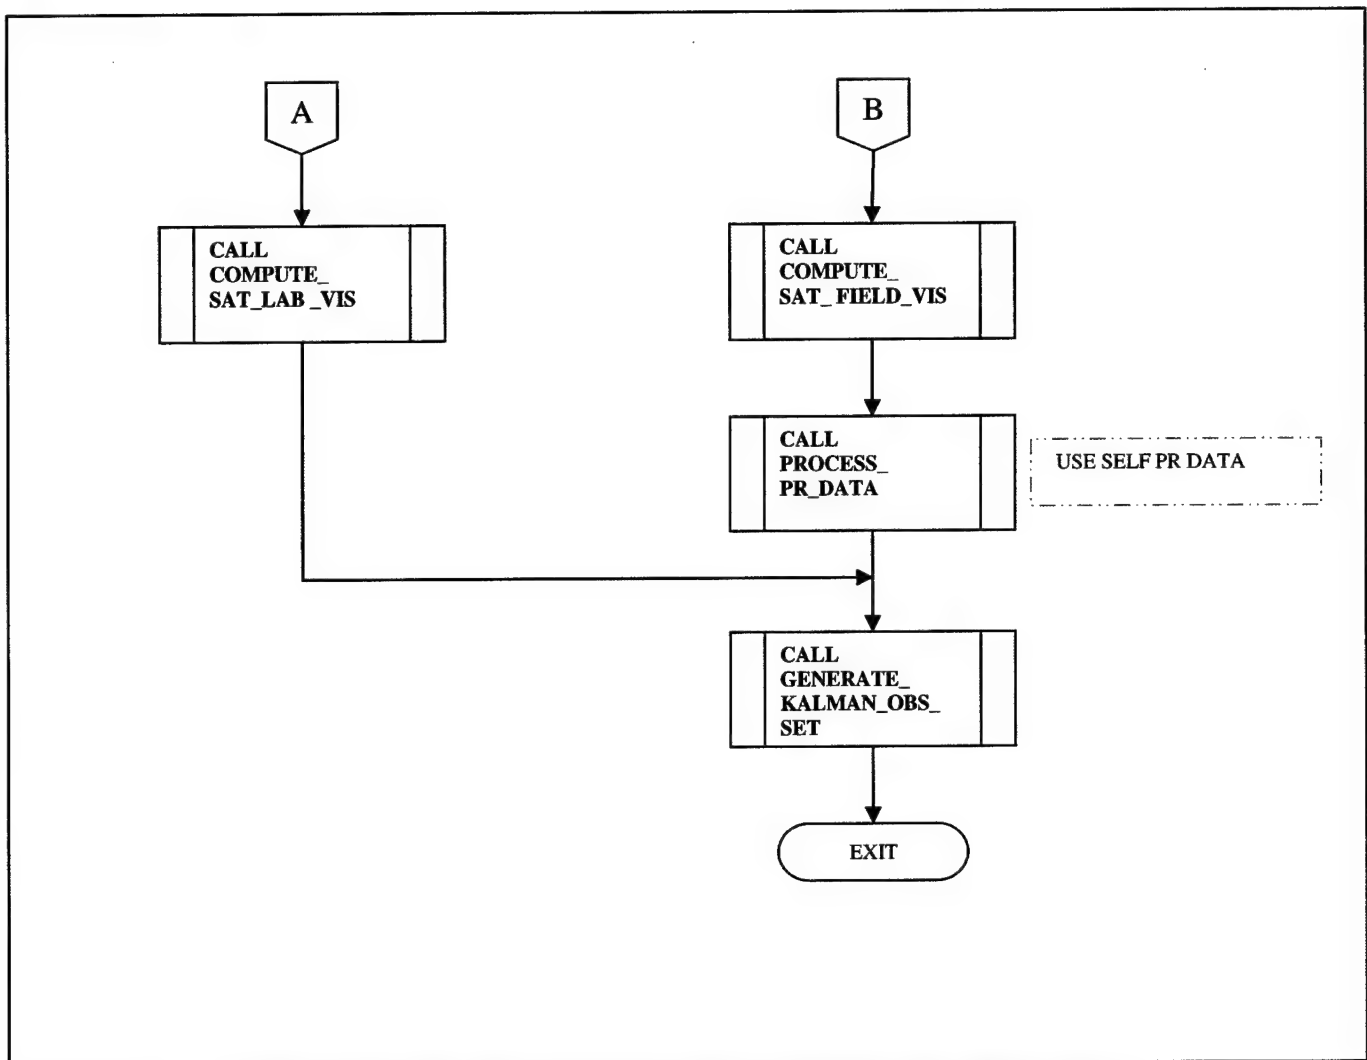 A
B
CALL
COMPUTE_
SAT_LAB _VIS
CALL
COMPUTE_
SAT_ FIELD_VIS
CALL
PROCESS_
PR_DATA
USE SELF PR DATA
CALL
GENERATE_
KALMAN_OBS_
SET
EXIT